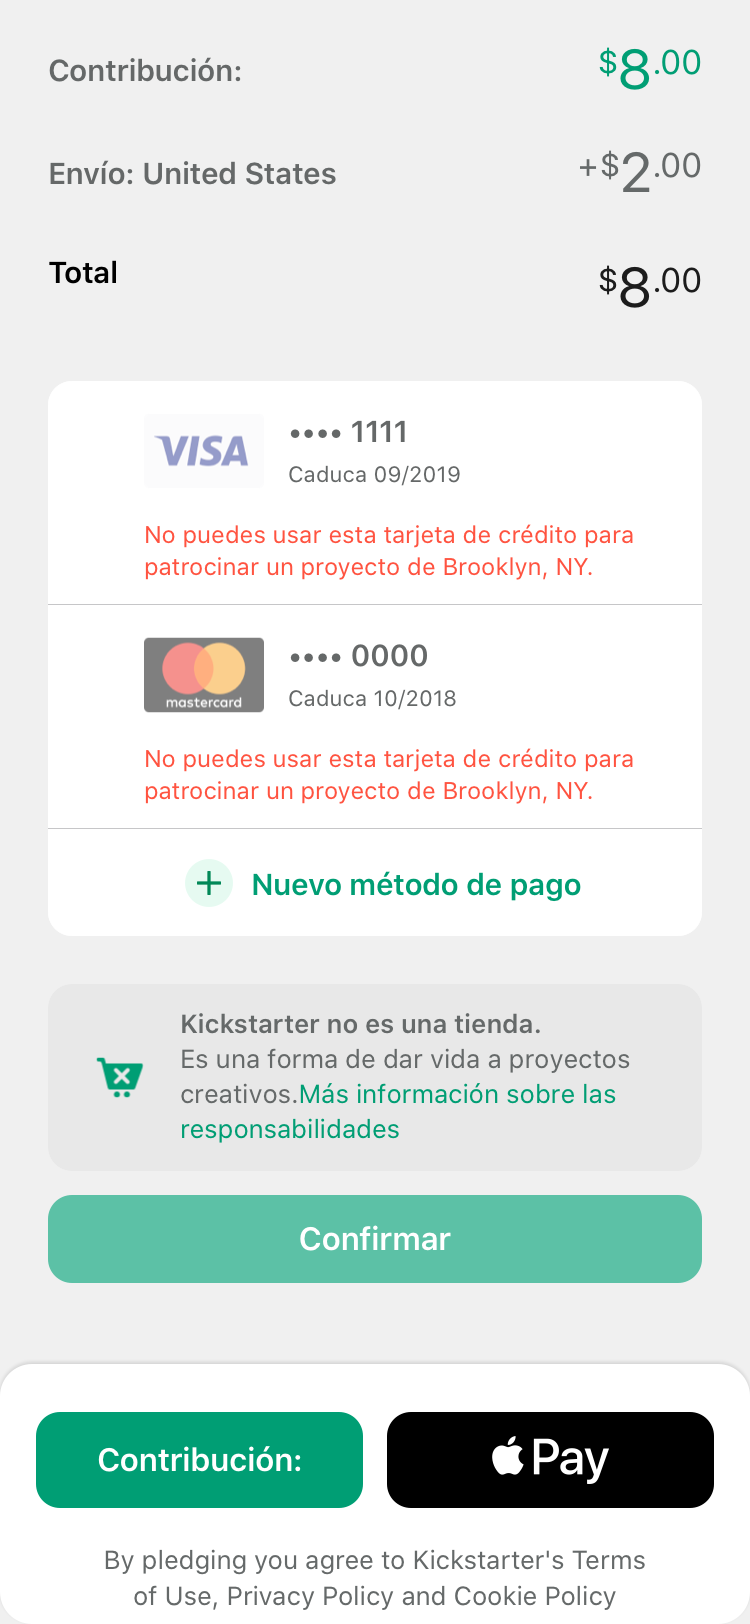 Contribución: $8.00
Envío: United States +$2.00
Total $8.00
VISA •••• 1111
Caduca 09/2019
No puedes usar esta tarjeta de crédito para
patrocinar un proyecto de Brooklyn, NY.
•••• 0000
mastercard Caduca 10/2018
No puedes usar esta tarjeta de crédito para
patrocinar un proyecto de Brooklyn, NY.
+ Nuevo método de pago
Kickstarter no es una tienda.
Es una forma de dar vida a proyectos
creativos.Más información sobre las
responsabilidades
Confirmar
Contribución: Pay
By pledging you agree to Kickstarter's Terms
of Use, Privacy Policy and Cookie Policy